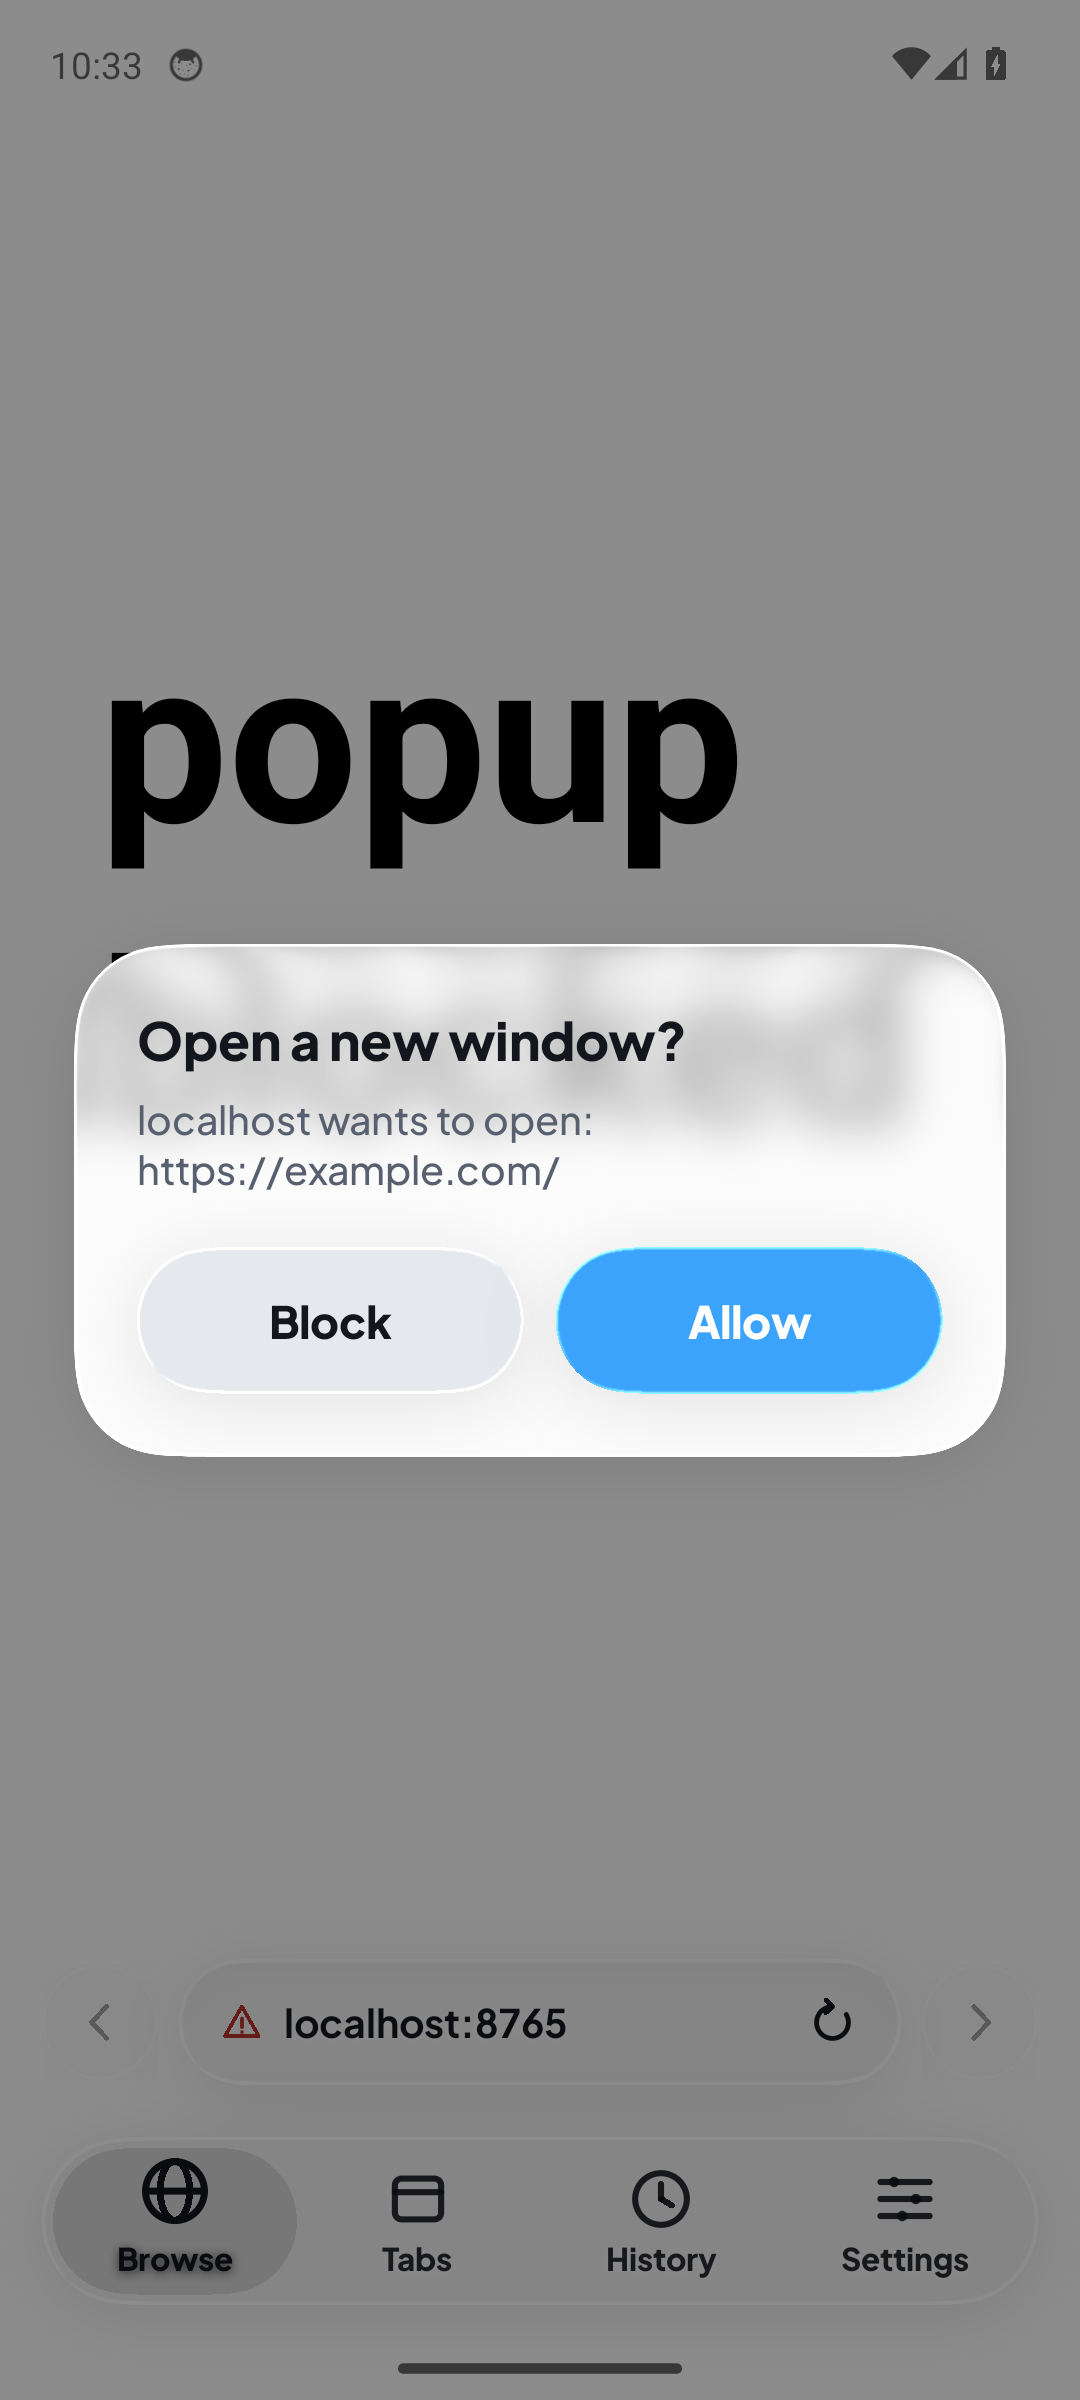 10:33
popup
Open a new window?
localhost wants to open:
https://example.com/
Block
Allow
localhost:8765
Browse
Tabs
History
Settings